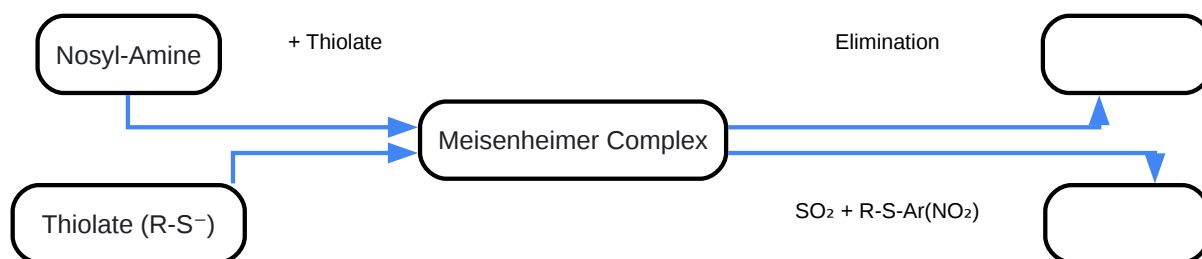 Nosyl-Amine
+ Thiolate
Elimination
Meisenheimer Complex
Thiolate (R-S⁻)
SO₂ + R-S-Ar(NO₂)